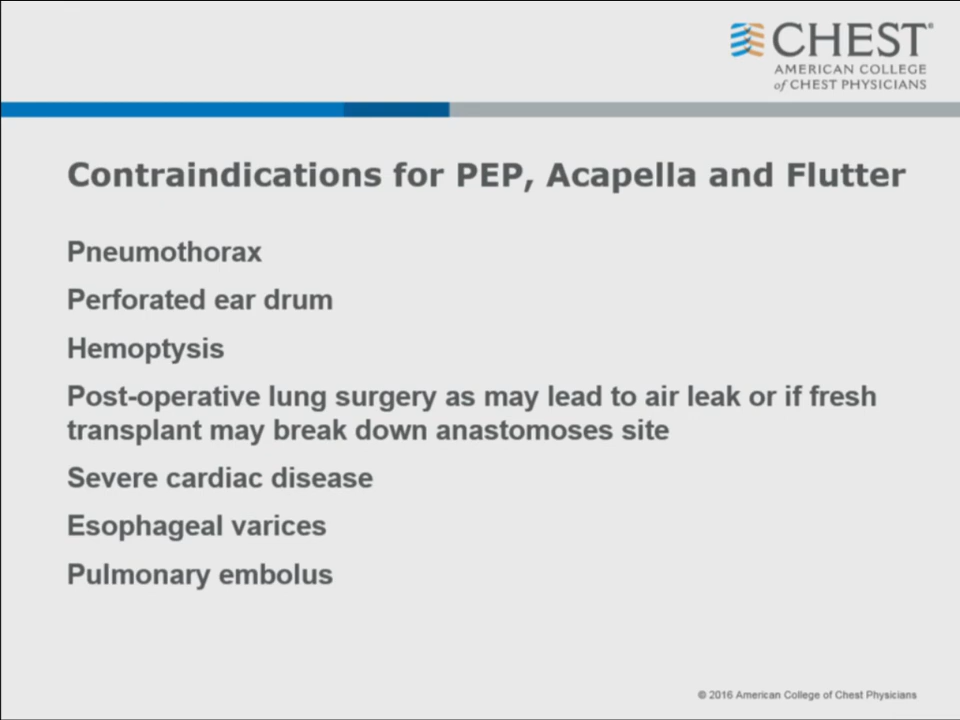 CHEST®
AMERICAN COLLEGE
of CHEST PHYSICIANS
Contraindications for PEP, Acapella and Flutter
Pneumothorax
Perforated ear drum
Hemoptysis
Post-operative lung surgery as may lead to air leak or if fresh
transplant may break down anastomoses site
Severe cardiac disease
Esophageal varices
Pulmonary embolus
© 2016 American College of Chest Physicians